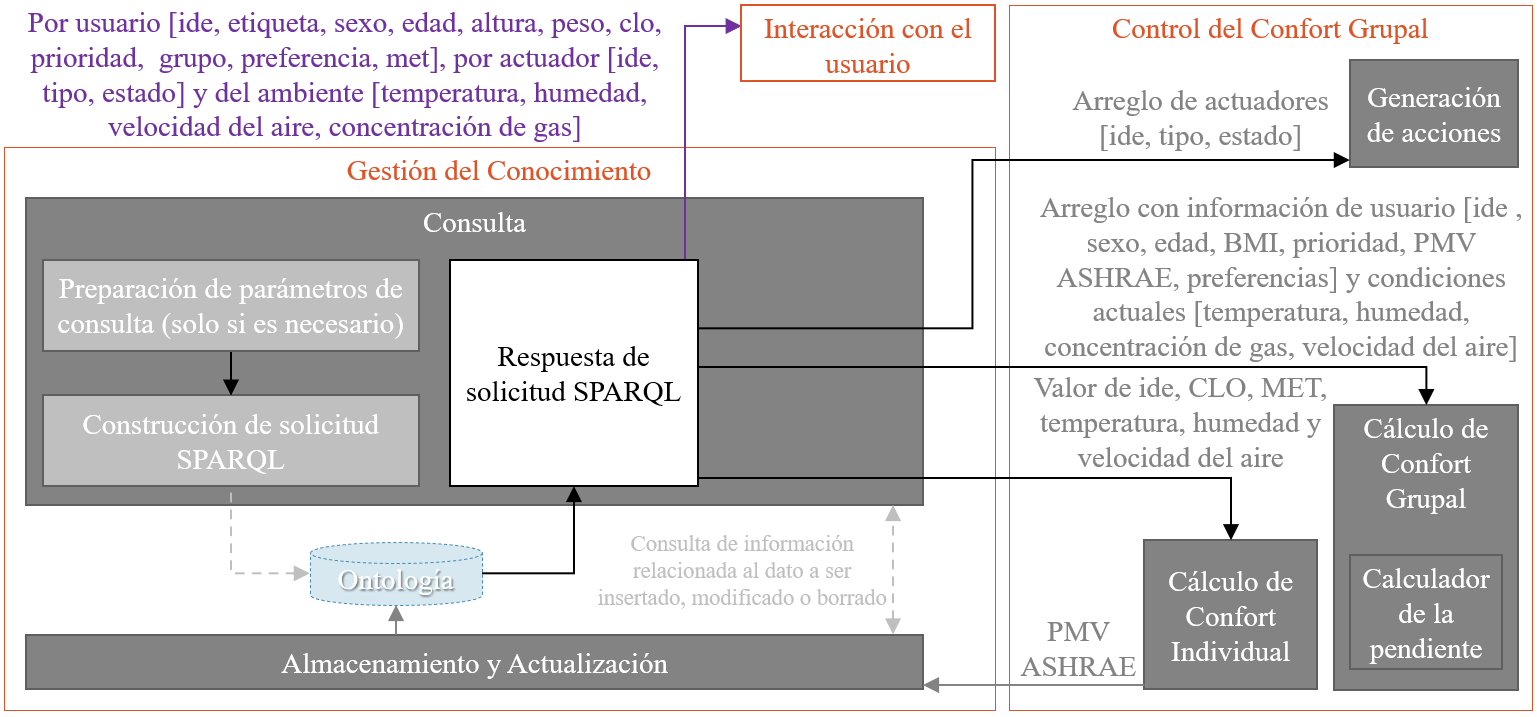 Por usuario [ide, etiqueta, sexo, edad, altura, peso, clo,
prioridad, grupo, preferencia, met], por actuador [ide,
tipo, estado] y del ambiente [temperatura, humedad,
velocidad del aire, concentración de gas]
Interacción con el
usuario
Control del Confort Grupal
Arreglo de actuadores
[ide, tipo, estado]
Generación
de acciones
Gestión del Conocimiento
Consulta
Preparación de parámetros de
consulta (solo si es necesario)
Construcción de solicitud
SPARQL
Respuesta de
solicitud SPARQL
Arreglo con información de usuario [ide ,
sexo, edad, BMI, prioridad, PMV
ASHRAE, preferencias] y condiciones
actuales [temperatura, humedad,
concentración de gas, velocidad del aire]
Valor de ide, CLO, MET,
temperatura, humedad y
velocidad del aire
Cálculo de
Confort
Grupal
Calculador
de la
pendiente
Cálculo de
Confort
Individual
Ontología
Consulta de información
relacionada al dato a ser
insertado, modificado o borrado
PMV
ASHRAE
Almacenamiento y Actualización